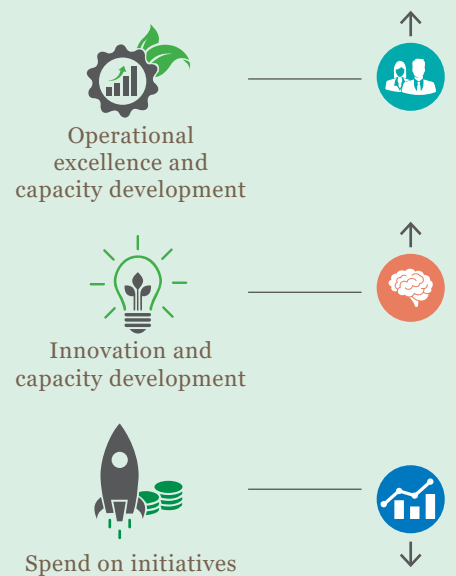 Operational
excellence and
capacity development
Innovation and
capacity development
Spend on initiatives